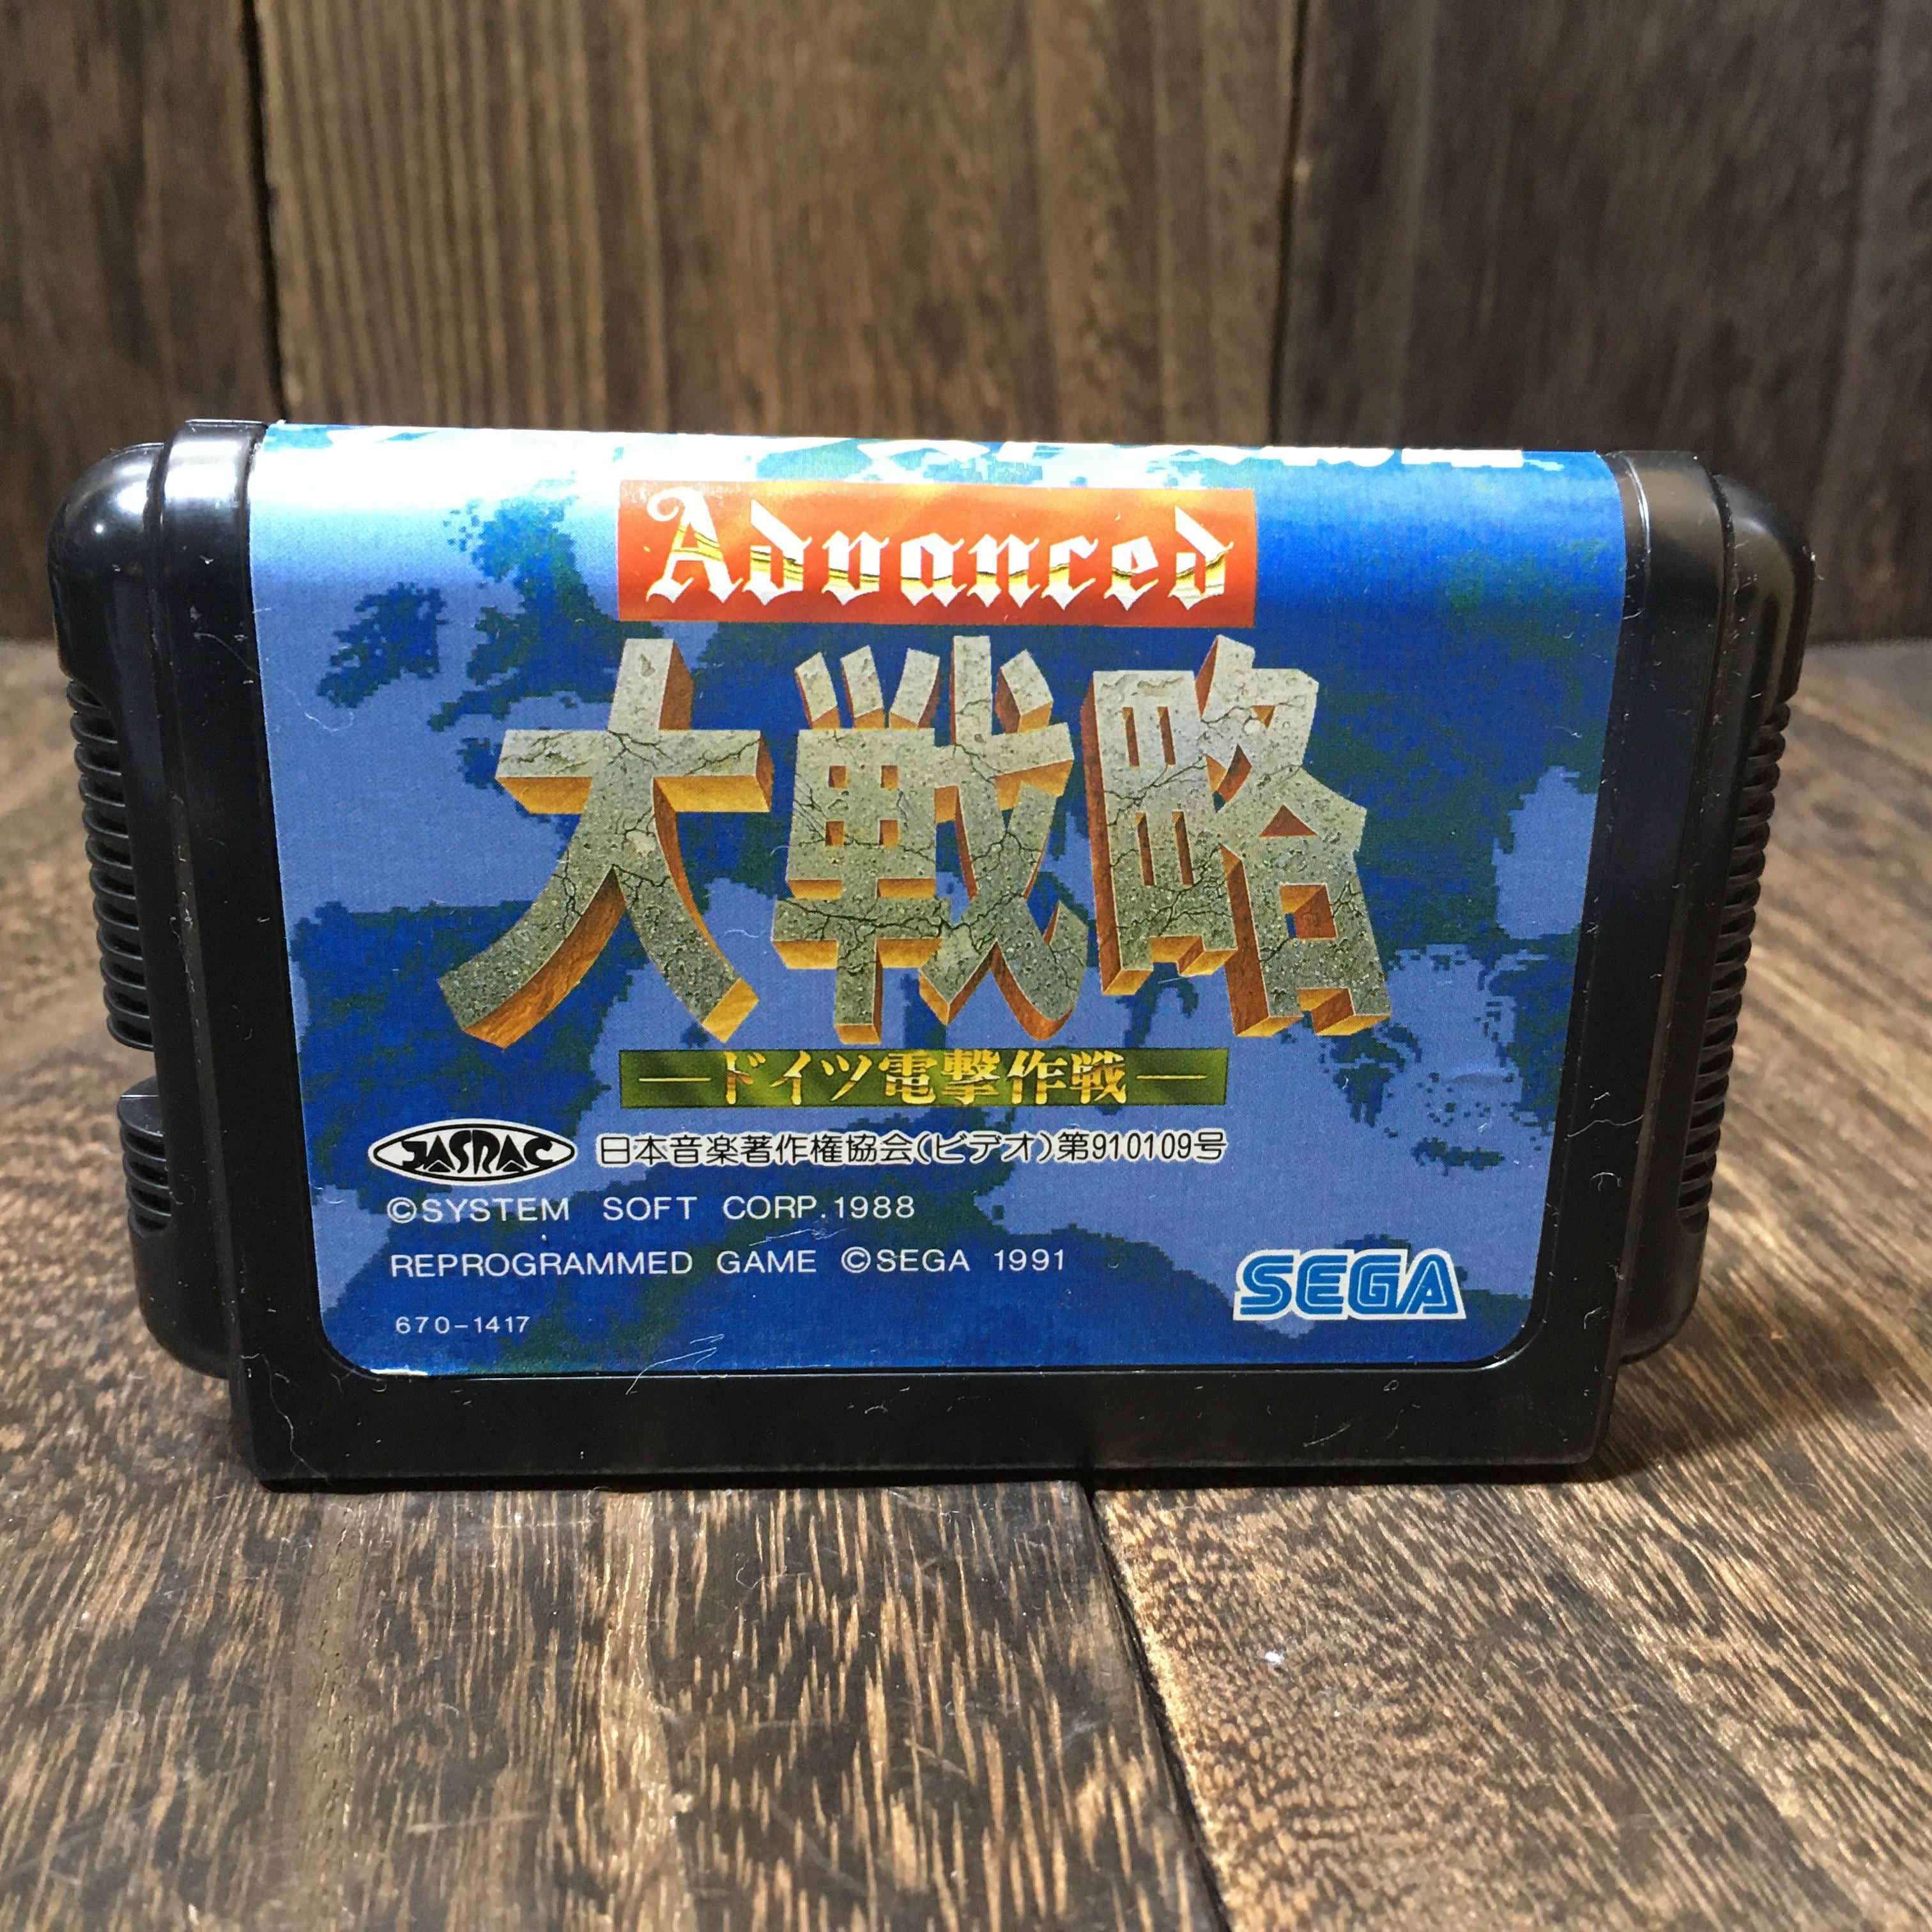 Advanced
大戦略
—ドイツ電撃作戦—
JASRAC 日本音楽著作権協会(ビデオ)第910109号
©SYSTEM SOFT CORP.1988
REPROGRAMMED GAME ©SEGA 1991
670-1417
SEGA